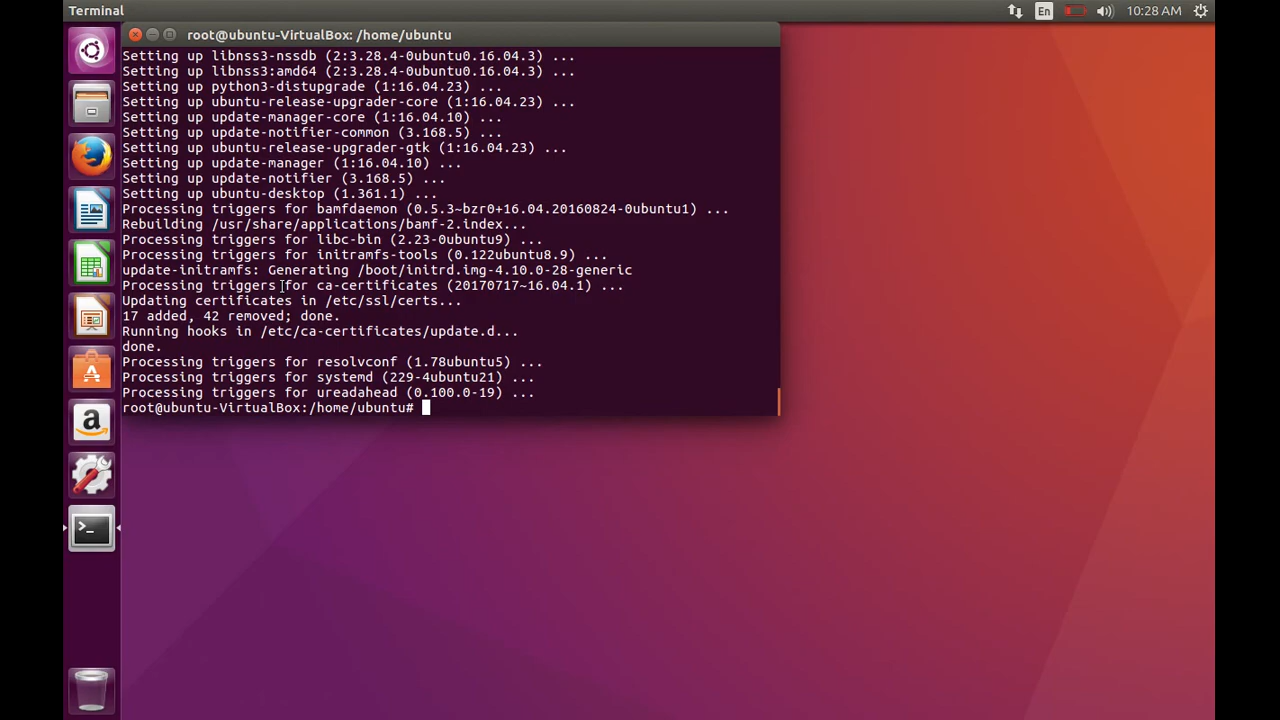 Terminal
En
10:28 AM
root@ubuntu-VirtualBox: /home/ubuntu
Setting up libnss3-nssdb (2:3.28.4-0ubuntu0.16.04.3) ...
Setting up libnss3:amd64 (2:3.28.4-0ubuntu0.16.04.3) ...
Setting up python3-distupgrade (1:16.04.23) ...
Setting up ubuntu-release-upgrader-core (1:16.04.23) ...
Setting up update-manager-core (1:16.04.10) ...
Setting up update-notifier-common (3.168.5) ...
Setting up ubuntu-release-upgrader-gtk (1:16.04.23) ...
Setting up update-manager (1:16.04.10) ...
Setting up update-notifier (3.168.5) ...
Setting up ubuntu-desktop (1.361.1) ...
Processing triggers for bamfdaemon (0.5.3~bzr0+16.04.20160824-0ubuntu1) ...
Rebuilding /usr/share/applications/bamf-2.index...
Processing triggers for libc-bin (2.23-0ubuntu9) ...
Processing triggers for initramfs-tools (0.122ubuntu8.9) ...
update-initramfs: Generating /boot/initrd.img-4.10.0-28-generic
Processing triggers for ca-certificates (20170717~16.04.1) ...
Updating certificates in /etc/ssl/certs...
17 added, 42 removed; done.
Running hooks in /etc/ca-certificates/update.d...
done.
Processing triggers for resolvconf (1.78ubuntu5) ...
Processing triggers for systemd (229-4ubuntu21) ...
Processing triggers for ureadahead (0.100.0-19) ...
root@ubuntu-VirtualBox:/home/ubuntu#